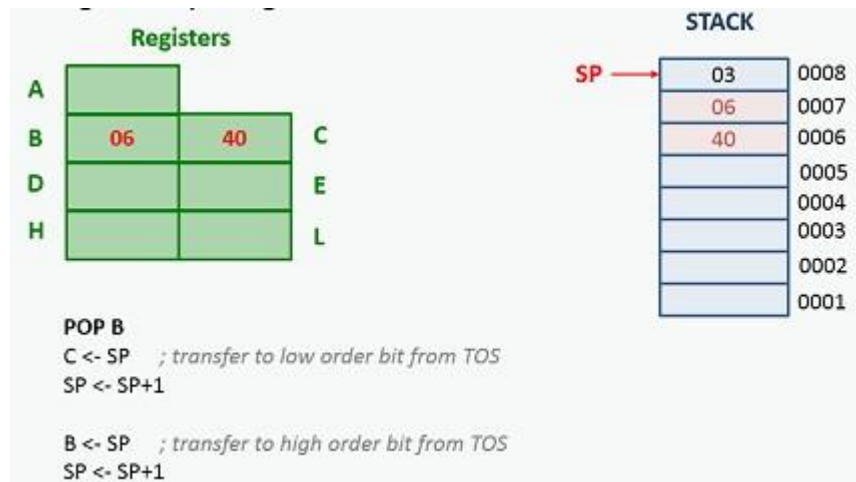 Registers
STACK
A
B 06 40 C
D E
H L
SP 03 0008
06 0007
40 0006
0005
0004
0003
0002
0001
POP B
C <- SP ; transfer to low order bit from TOS
SP <- SP+1
B <- SP ; transfer to high order bit from TOS
SP <- SP+1